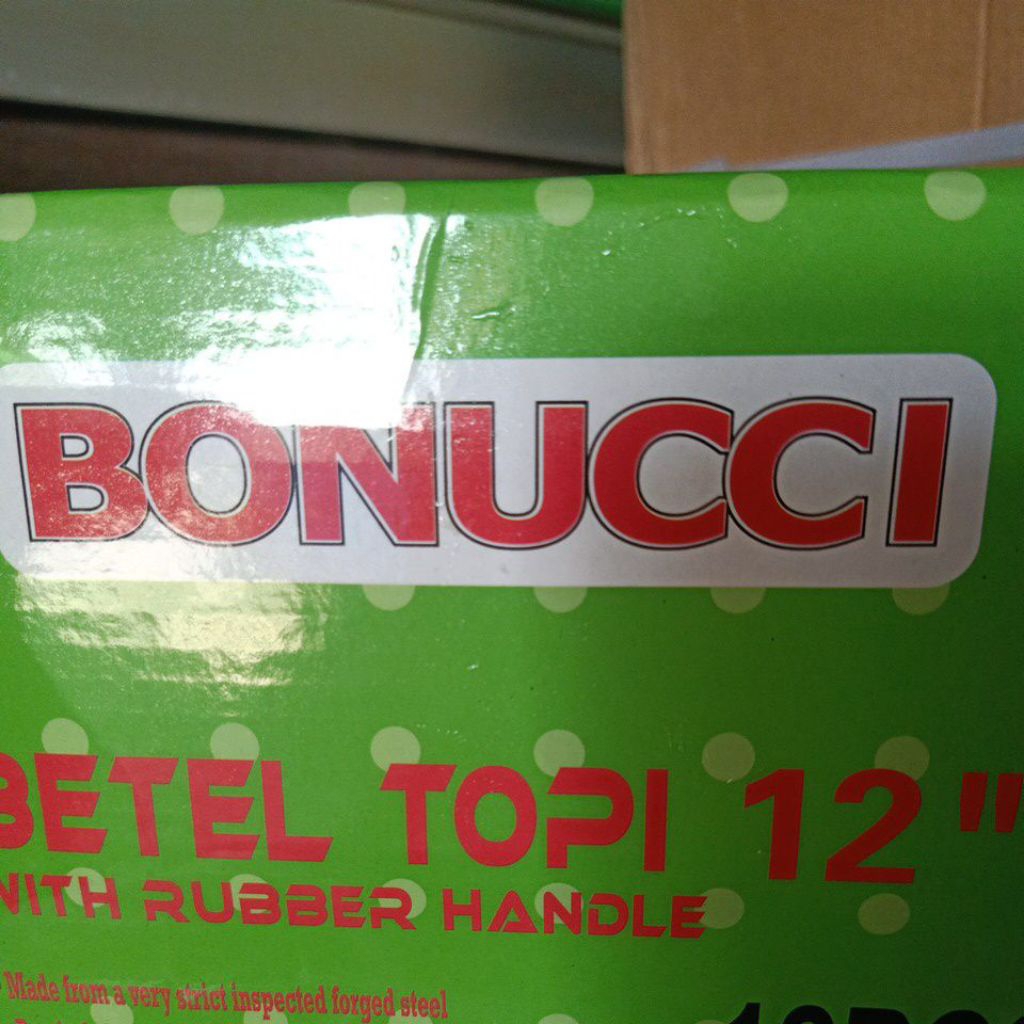 BONUCCI
BETEL TOPI 12"
WITH RUBBER HANDLE
Made from a very strict inspected forged steel